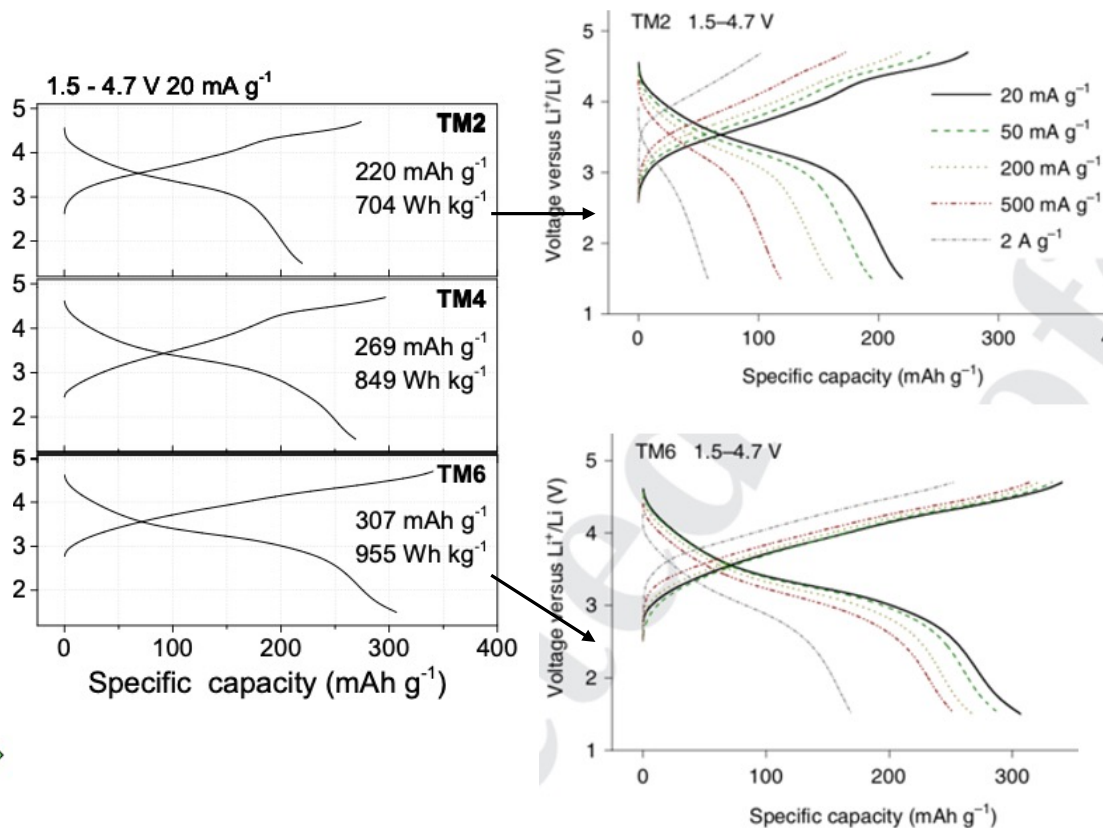 1.5 - 4.7 V 20 mA g⁻¹
5
4
3
2
TM2
220 mAh g⁻¹
704 Wh kg⁻¹
5
4
3
2
TM4
269 mAh g⁻¹
849 Wh kg⁻¹
5
4
3
2
TM6
307 mAh g⁻¹
955 Wh kg⁻¹
0 100 200 300 400
Specific capacity (mAh g⁻¹)
TM2 1.5–4.7 V
Voltage versus Li⁺/Li (V)
5
4
3
2
1
20 mA g⁻¹
50 mA g⁻¹
200 mA g⁻¹
500 mA g⁻¹
2 A g⁻¹
0 100 200 300
Specific capacity (mAh g⁻¹)
TM6 1.5–4.7 V
Voltage versus Li⁺/Li (V)
5
4
3
2
1
0 100 200 300
Specific capacity (mAh g⁻¹)